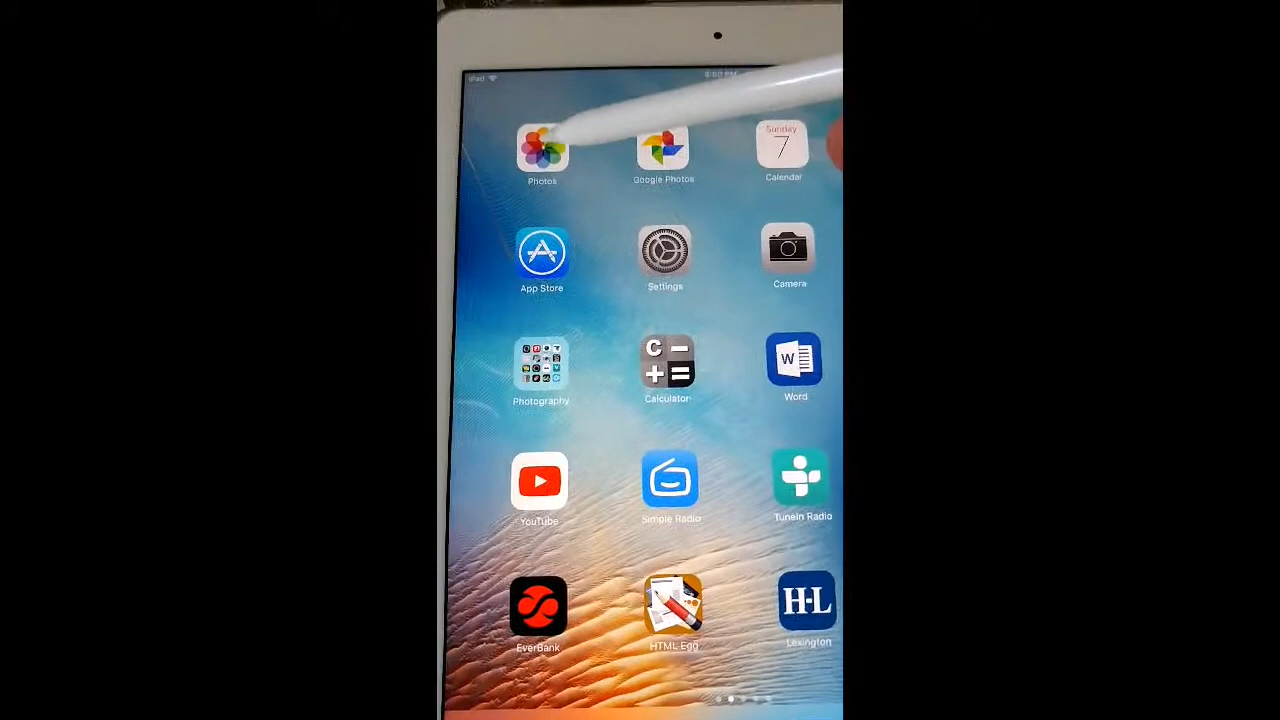 iPad
Photos
Google Photos
Sunday
7
Calendar
App Store
Settings
Camera
Photography
C
Calculator
W
Word
YouTube
Simple Radio
TuneIn Radio
EverBank
HTML Egg
H-L
Lexington